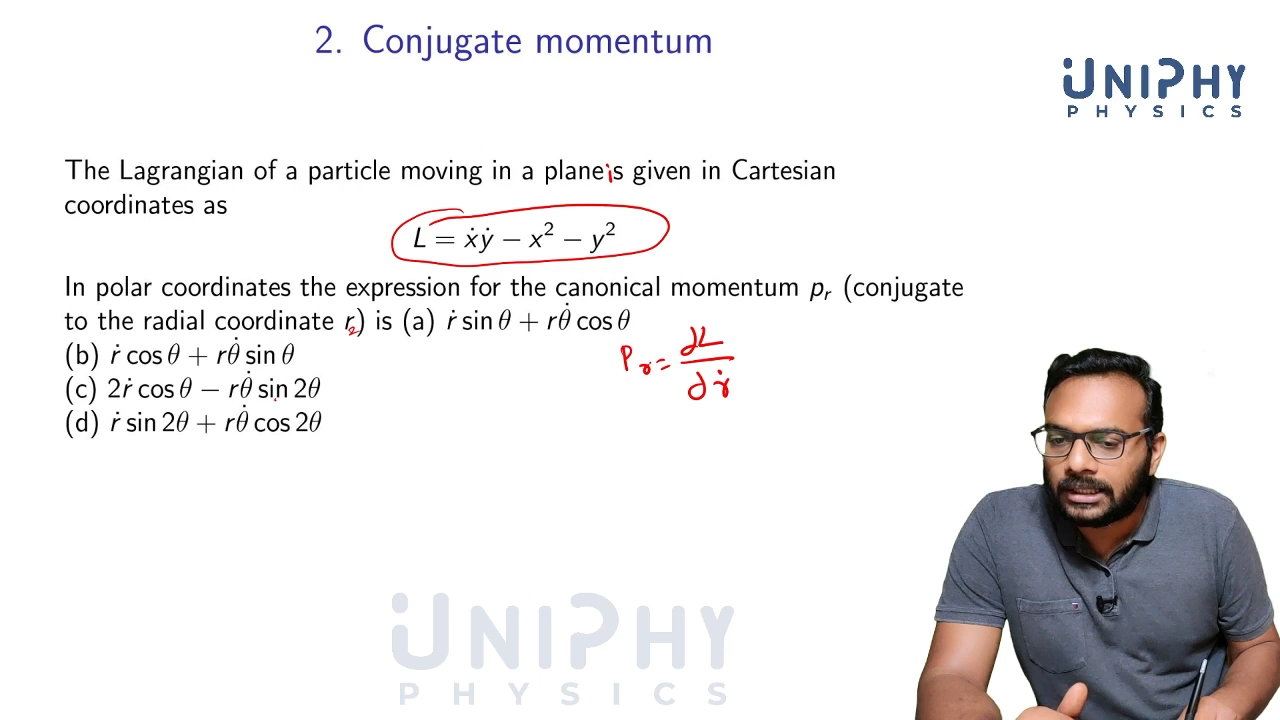 2. Conjugate momentum
UNIPHY
PHYSICS
The Lagrangian of a particle moving in a plane is given in Cartesian
coordinates as
L = ẋẏ − x² − y²
In polar coordinates the expression for the canonical momentum pᵣ (conjugate
to the radial coordinate r) is (a) ṙ sin θ + rθ̇ cos θ
(b) ṙ cos θ + rθ̇ sin θ
(c) 2ṙ cos θ − rθ̇ sin 2θ
(d) ṙ sin 2θ + rθ̇ cos 2θ
Pᵣ = ∂L/∂ṙ
UNIPHY
PHYSICS